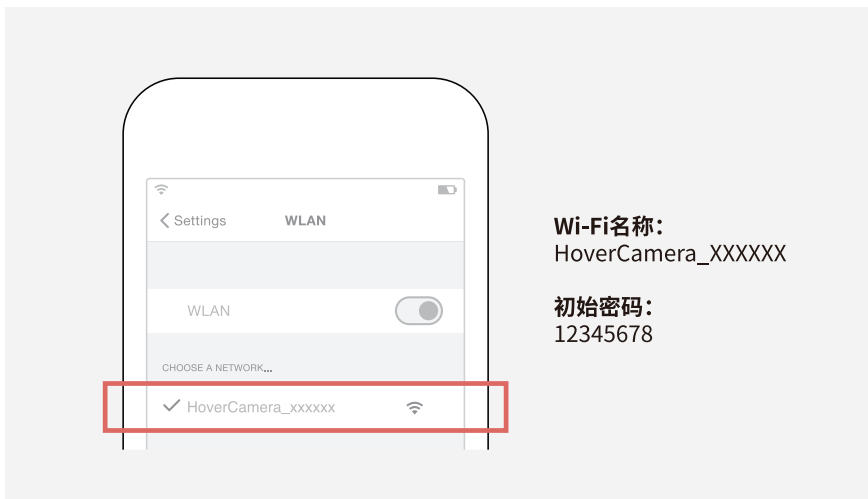 Settings
WLAN
WLAN
CHOOSE A NETWORK...
HoverCamera_xxxxxx
Wi-Fi名称：
HoverCamera_XXXXXX
初始密码：
12345678